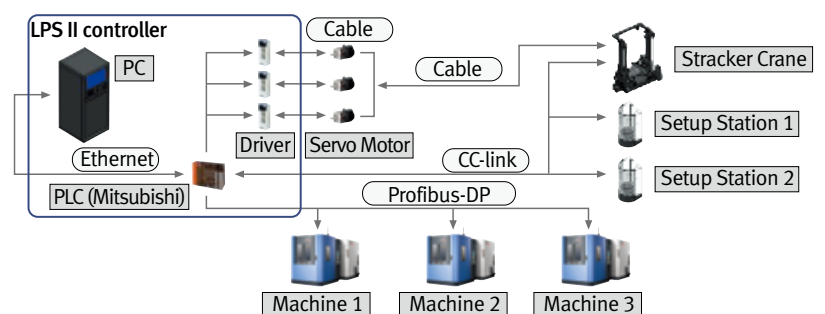 LPS II controller
PC
Cable
Cable
Stracker Crane
Driver
Servo Motor
Setup Station 1
Ethernet
CC-link
Setup Station 2
PLC (Mitsubishi)
Profibus-DP
Machine 1
Machine 2
Machine 3